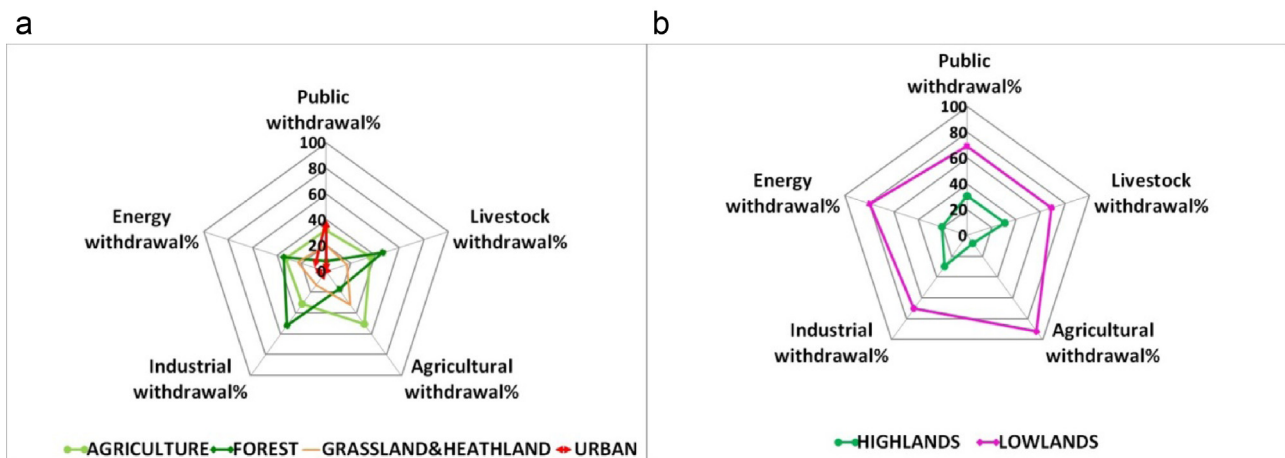 a
Public
withdrawal%
100
80
60
40
20
0
Livestock
withdrawal%
Agricultural
withdrawal%
Industrial
withdrawal%
Energy
withdrawal%
AGRICULTURE FOREST GRASSLAND&HEATHLAND URBAN
b
Public
withdrawal%
100
80
60
40
20
0
Livestock
withdrawal%
Agricultural
withdrawal%
Industrial
withdrawal%
Energy
withdrawal%
HIGHLANDS LOWLANDS